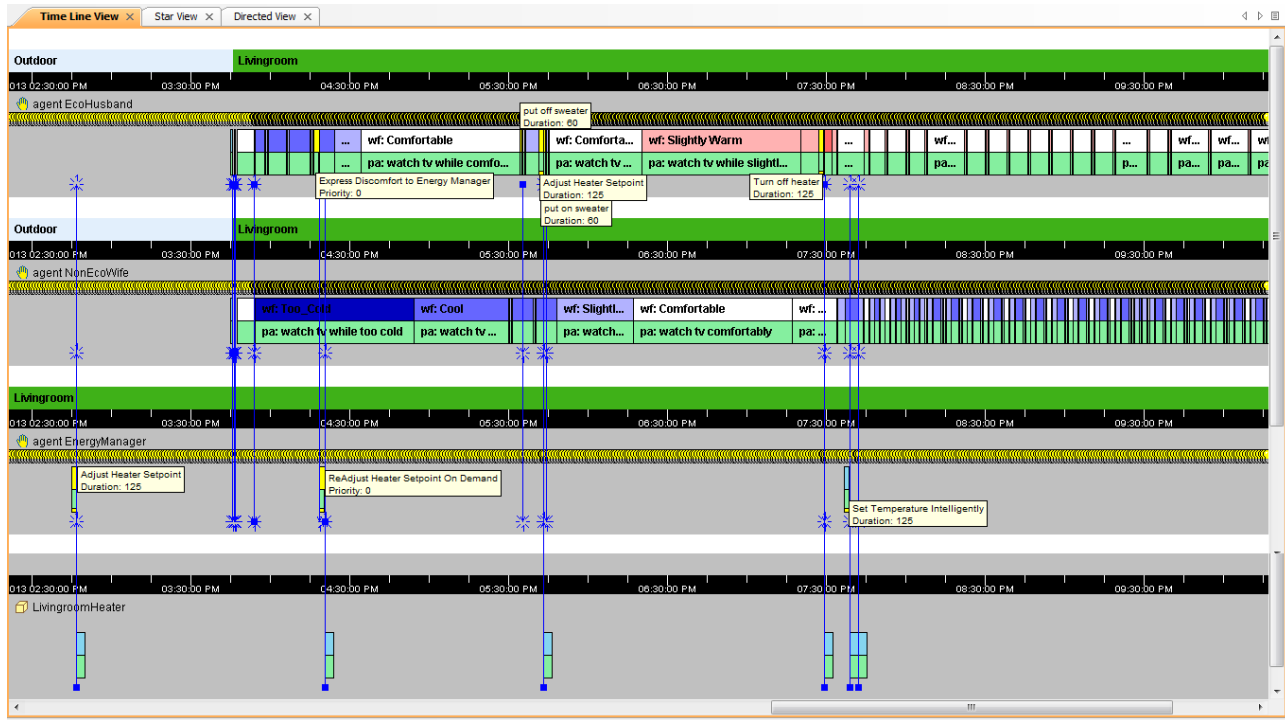 Time Line View
Star View
Directed View
Outdoor
Livingroom
013 02:30:00 PM
03:30:00 PM
04:30:00 PM
05:30:00 PM
06:30:00 PM
07:30:00 PM
08:30:00 PM
09:30:00 PM
agent EcoHusband
put off sweater
Duration: 60
...
wf: Comfortable
wf: Comforta...
wf: Slightly Warm
...
wf...
...
wf...
wf...
...
pa: watch tv while comfo...
pa: watch tv ...
pa: watch tv while slightl...
...
pa...
p...
pa...
pa...
Express Discomfort to Energy Manager
Priority: 0
Adjust Heater Setpoint
Duration: 125
Turn off heater
Duration: 125
put on sweater
Duration: 60
Outdoor
Livingroom
013 02:30:00 PM
03:30:00 PM
04:30:00 PM
05:30:00 PM
06:30:00 PM
07:30:00 PM
08:30:00 PM
09:30:00 PM
agent NonEcoWife
wf: Too_Cold
wf: Cool
wf: Slightl...
wf: Comfortable
wf: ...
pa: watch tv while too cold
pa: watch tv ...
pa: watch...
pa: watch tv comfortably
pa: ...
Livingroom
013 02:30:00 PM
03:30:00 PM
04:30:00 PM
05:30:00 PM
06:30:00 PM
07:30:00 PM
08:30:00 PM
09:30:00 PM
agent EnergyManager
Adjust Heater Setpoint
Duration: 125
ReAdjust Heater Setpoint On Demand
Priority: 0
Set Temperature Intelligently
Duration: 125
013 02:30:00 PM
03:30:00 PM
04:30:00 PM
05:30:00 PM
06:30:00 PM
07:30:00 PM
08:30:00 PM
09:30:00 PM
LivingroomHeater